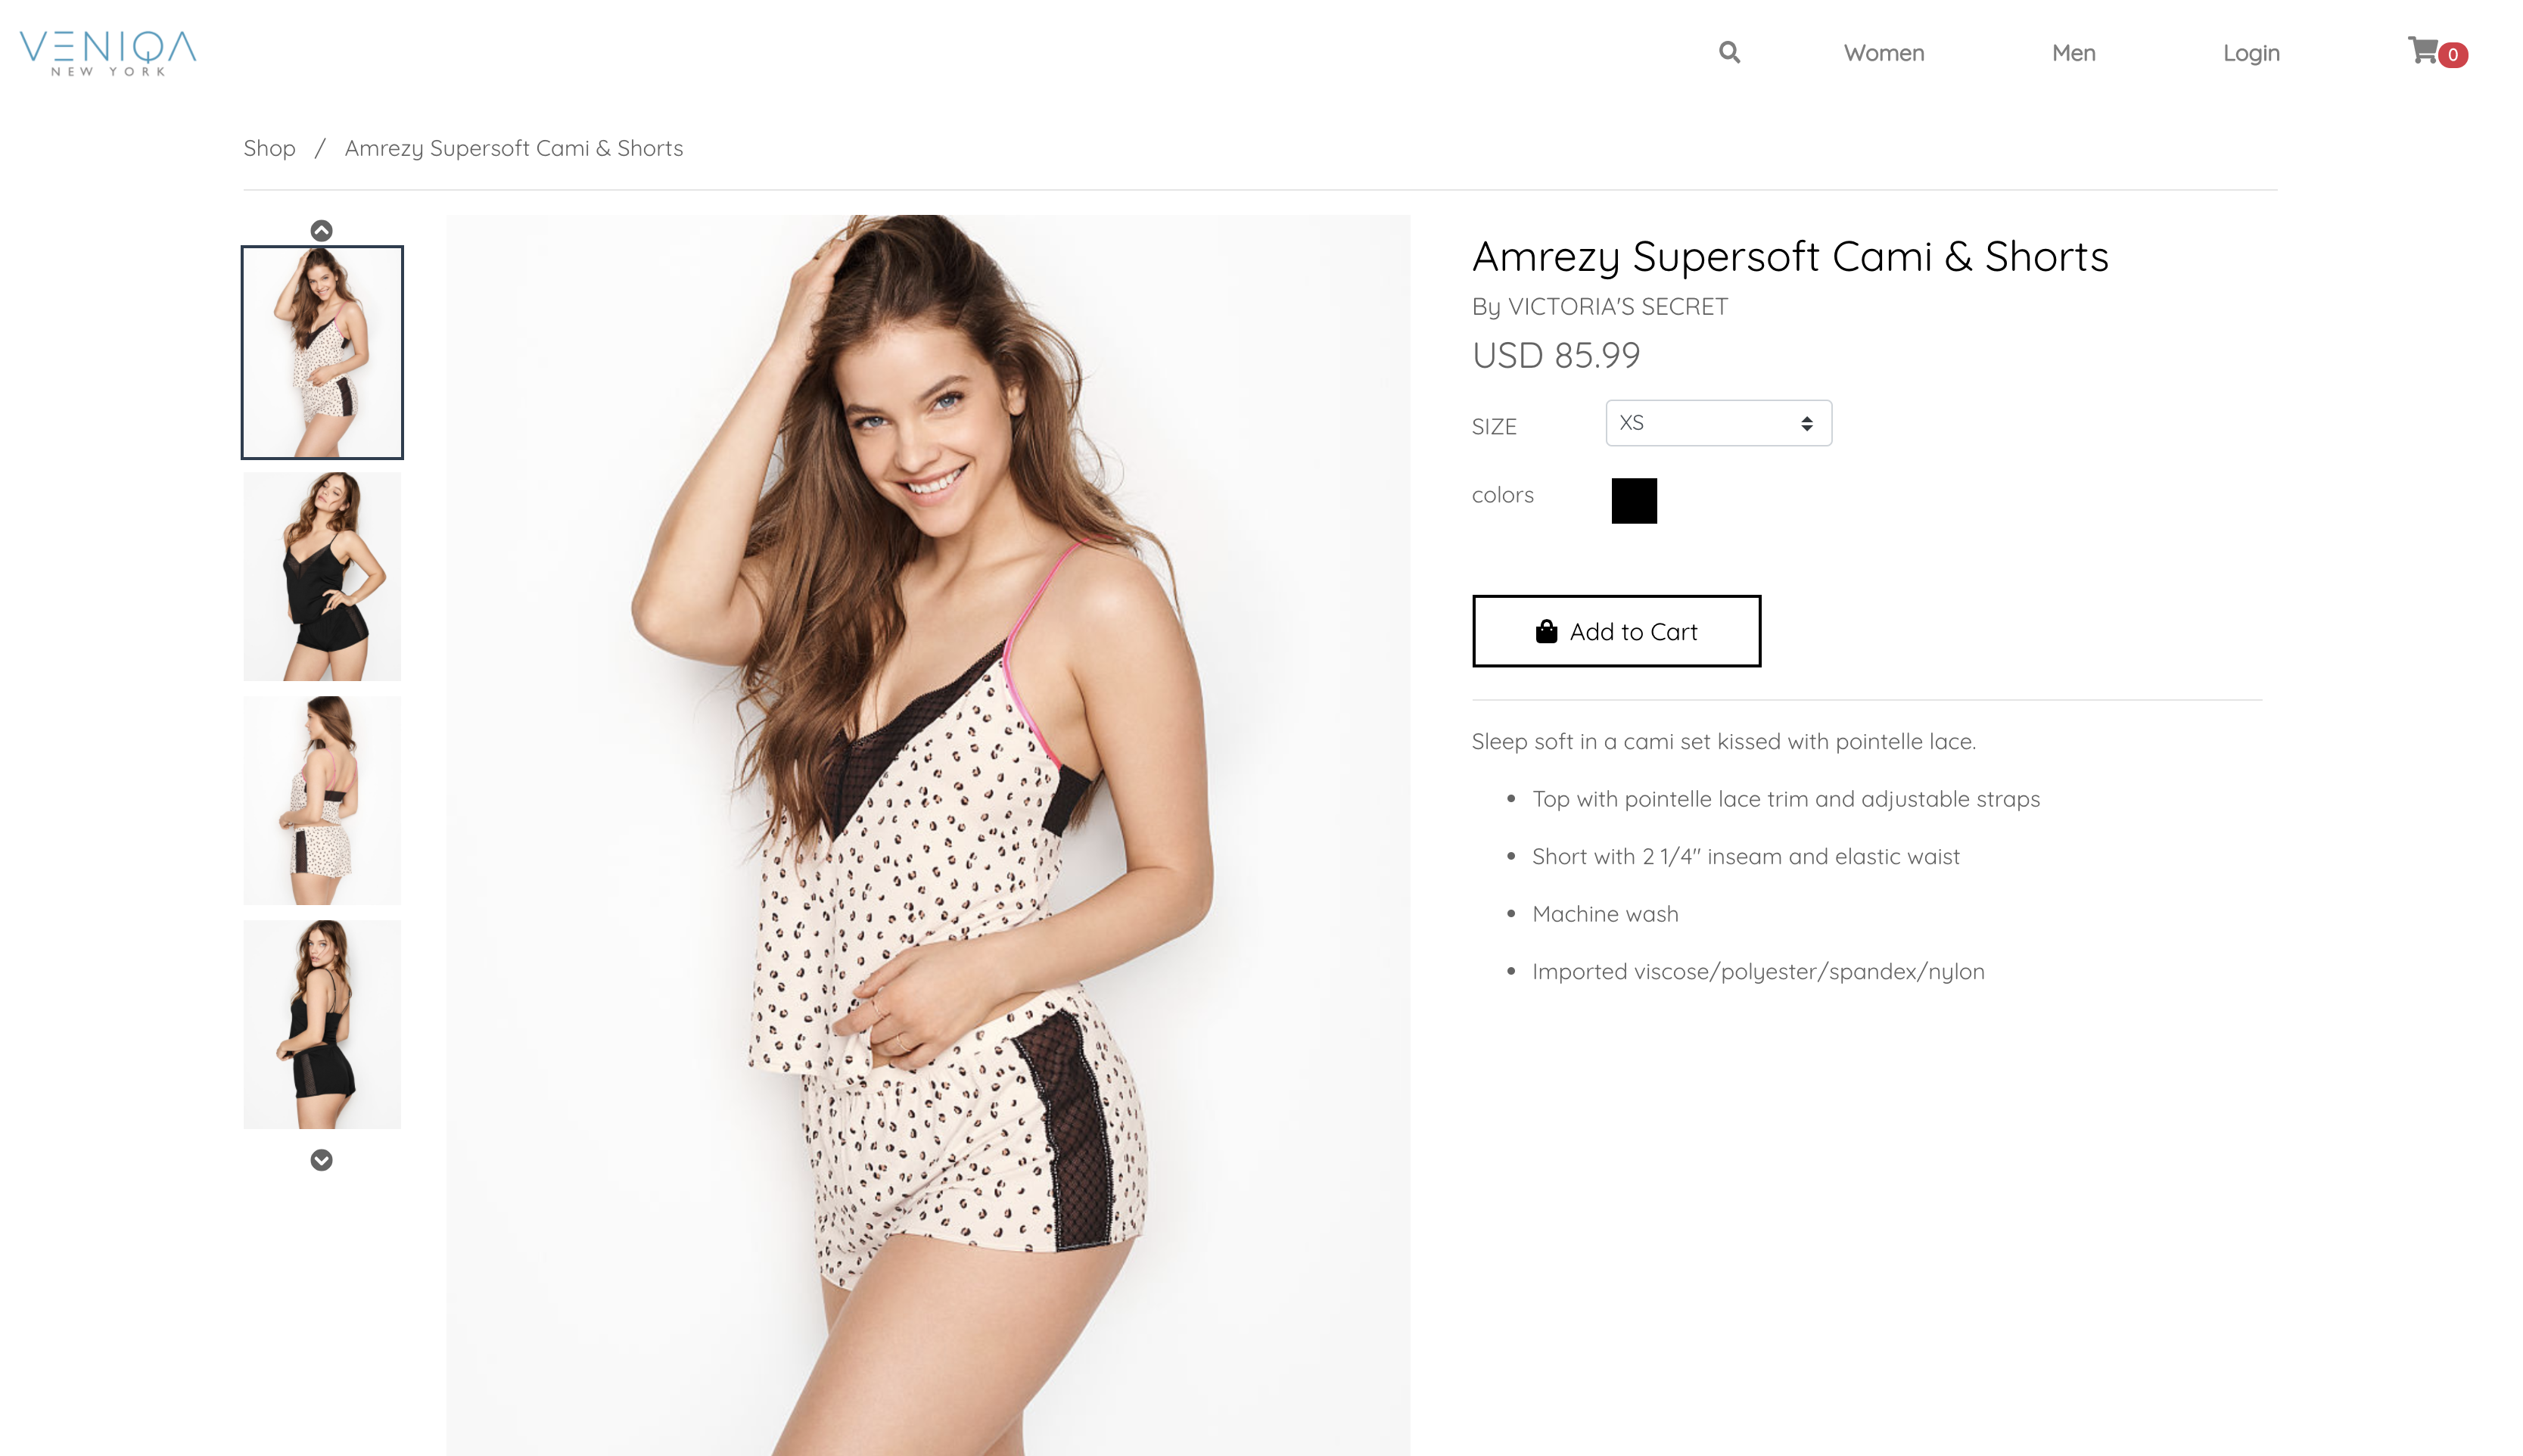 VENIQA
NEW YORK
Women
Men
Login
0
Shop / Amrezy Supersoft Cami & Shorts
Amrezy Supersoft Cami & Shorts
By VICTORIA'S SECRET
USD 85.99
SIZE
XS
colors
Add to Cart
Sleep soft in a cami set kissed with pointelle lace.
Top with pointelle lace trim and adjustable straps
Short with 2 1/4" inseam and elastic waist
Machine wash
Imported viscose/polyester/spandex/nylon